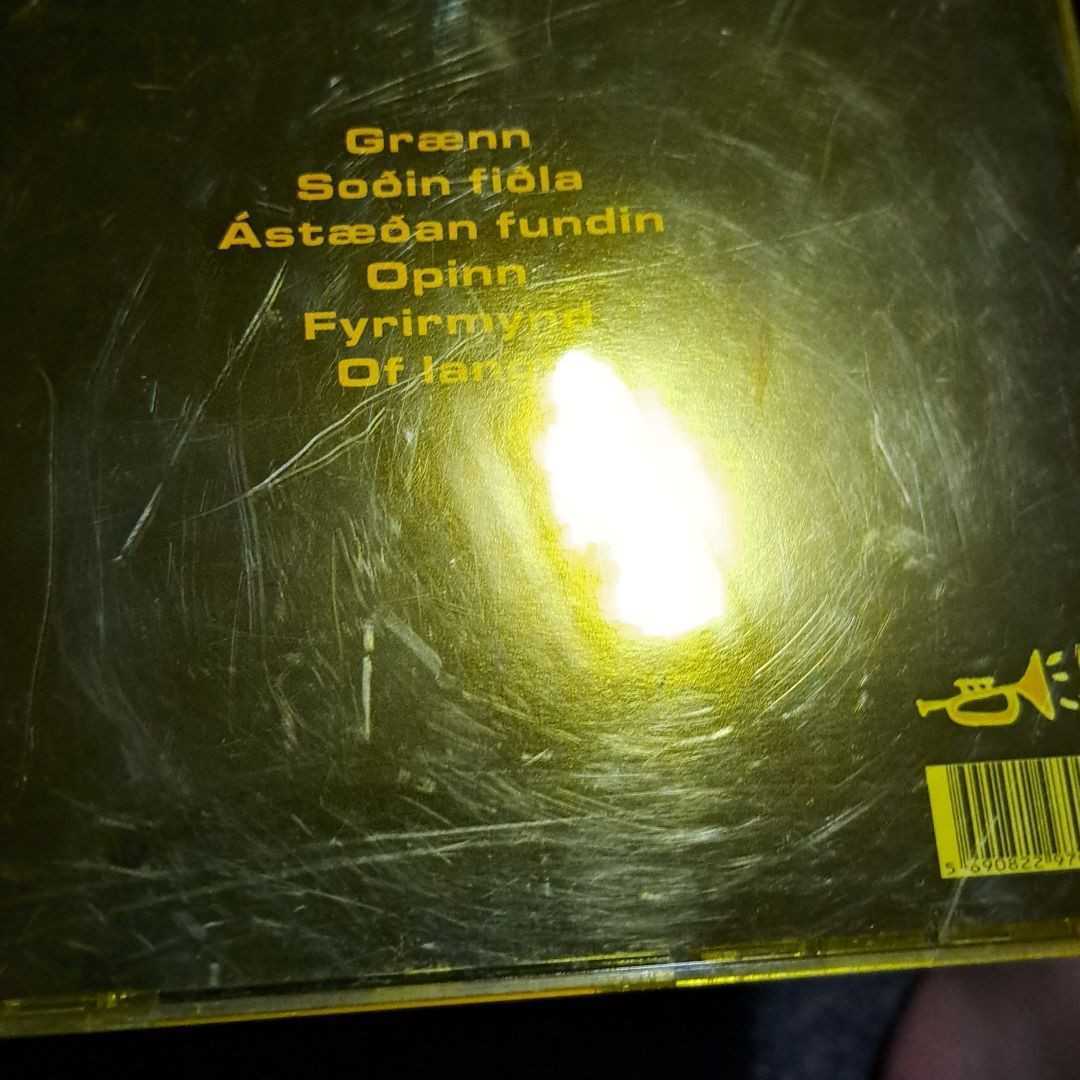 Grænn
Soðin fiðla
Ástæðan fundin
Opinn
Fyrirmynd
Of
5 690822 97